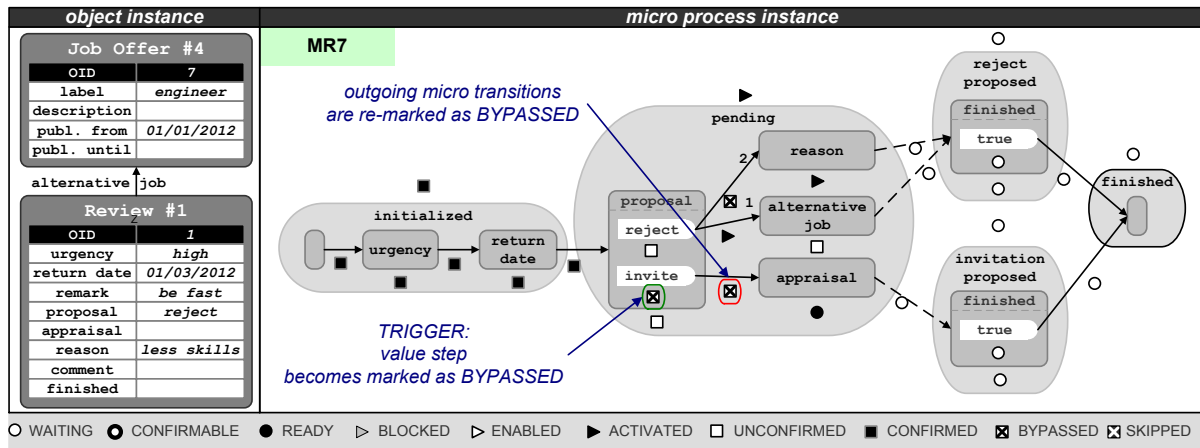 object instance
micro process instance
Job Offer #4
OID 7
label engineer
description
publ. from 01/01/2012
publ. until
alternative job
Review #1
Z
OID 1
urgency high
return date 01/03/2012
remark be fast
proposal reject
appraisal
reason less skills
comment
finished
MR7
outgoing micro transitions
are re-marked as BYPASSED
initialized
urgency
return
date
TRIGGER:
value step
becomes marked as BYPASSED
pending
proposal
reject
invite
2
1
reason
alternative
job
appraisal
reject
proposed
finished
true
invitation
proposed
finished
true
finished
WAITING CONFIRMABLE READY BLOCKED ENABLED ACTIVATED UNCONFIRMED CONFIRMED BYPASSED SKIPPED